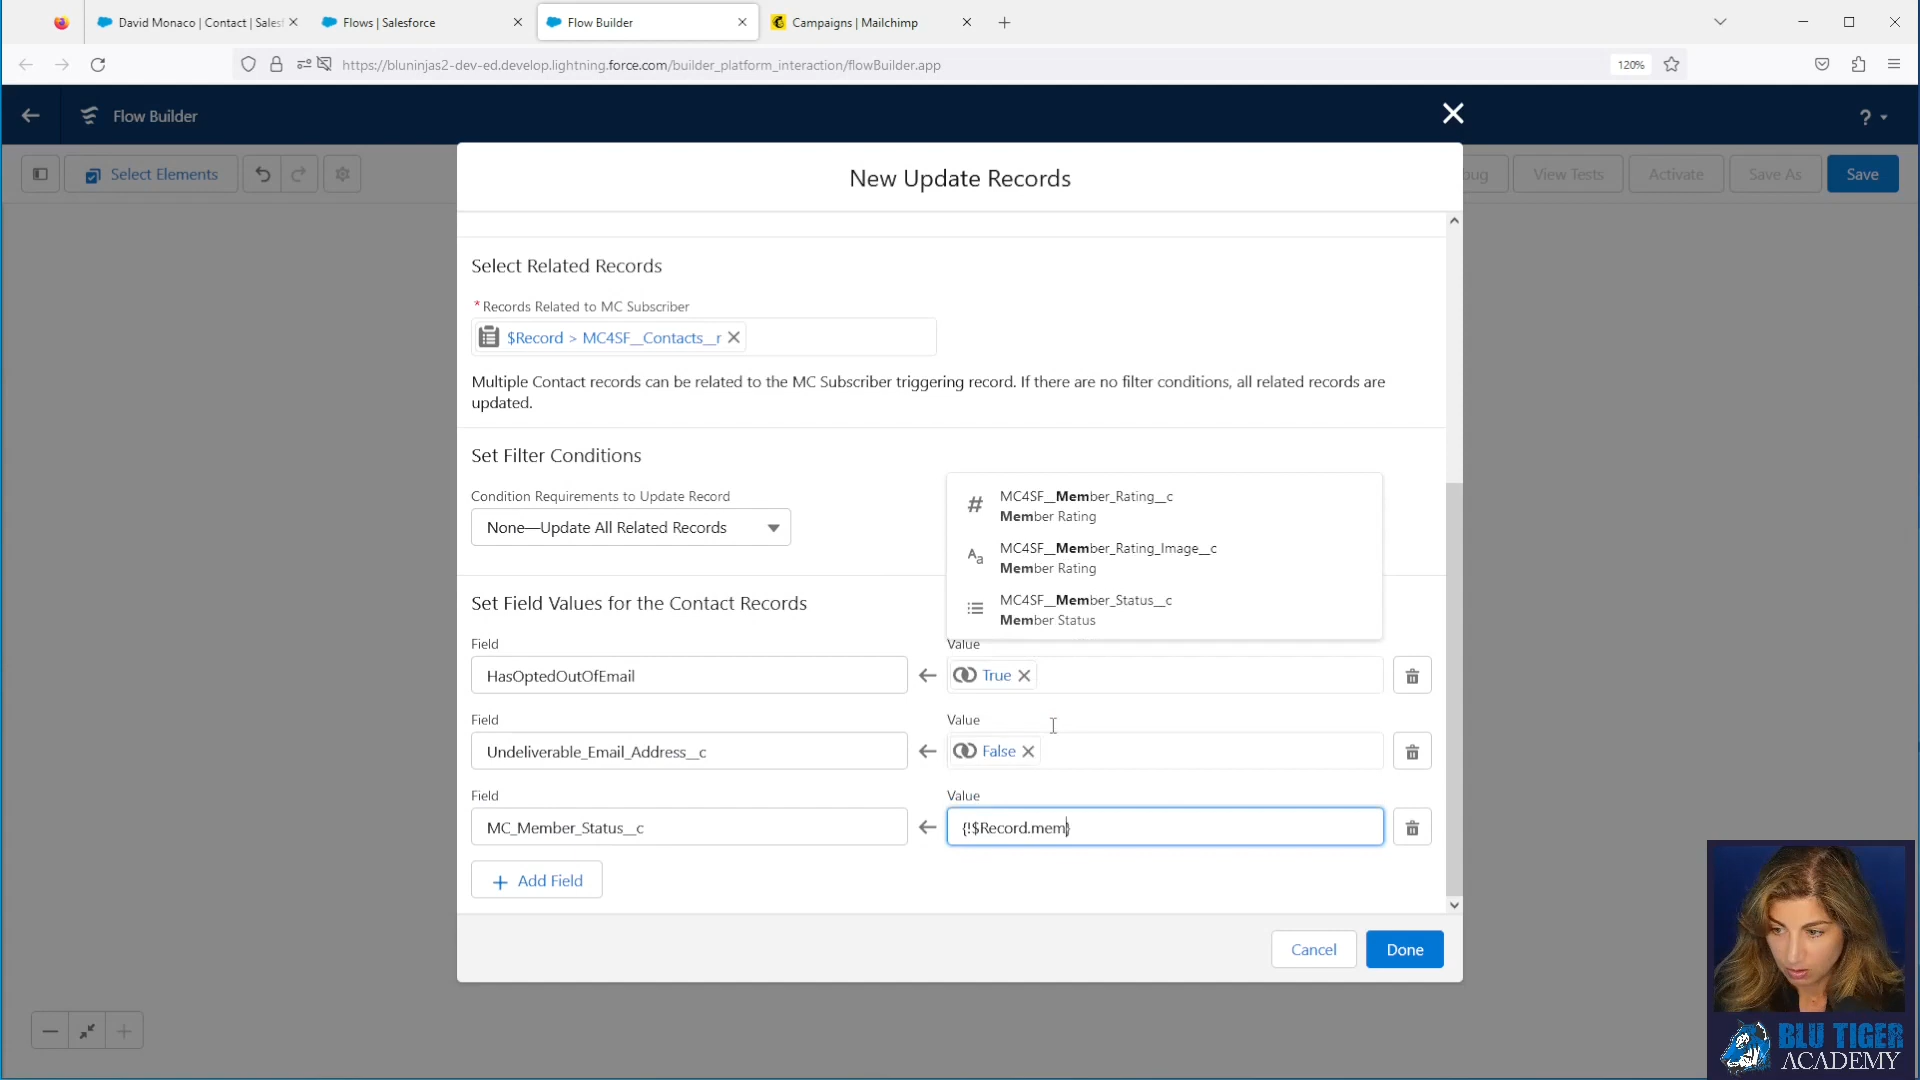 David Monaco | Contact | Salesf
Flows | Salesforce
Flow Builder
Campaigns | Mailchimp
https://bluninjas2-dev-ed.develop.lightning.force.com/builder_platform_interaction/flowBuilder.app
120%
Flow Builder
?
New Update Records
Select Elements
bug
View Tests
Activate
Save As
Save
Select Related Records
* Records Related to MC Subscriber
$Record > MC4SF__Contacts__r
Multiple Contact records can be related to the MC Subscriber triggering record. If there are no filter conditions, all related records are
updated.
Set Filter Conditions
Condition Requirements to Update Record
None—Update All Related Records
MC4SF__Member_Rating__c
Member Rating
MC4SF__Member_Rating_Image__c
Member Rating
MC4SF__Member_Status__c
Member Status
Set Field Values for the Contact Records
Field
Value
HasOptedOutOfEmail
True
Field
Value
Undeliverable_Email_Address__c
False
Field
Value
MC_Member_Status__c
{!$Record.mem}
Add Field
Cancel
Done
BLU TIGER
ACADEMY